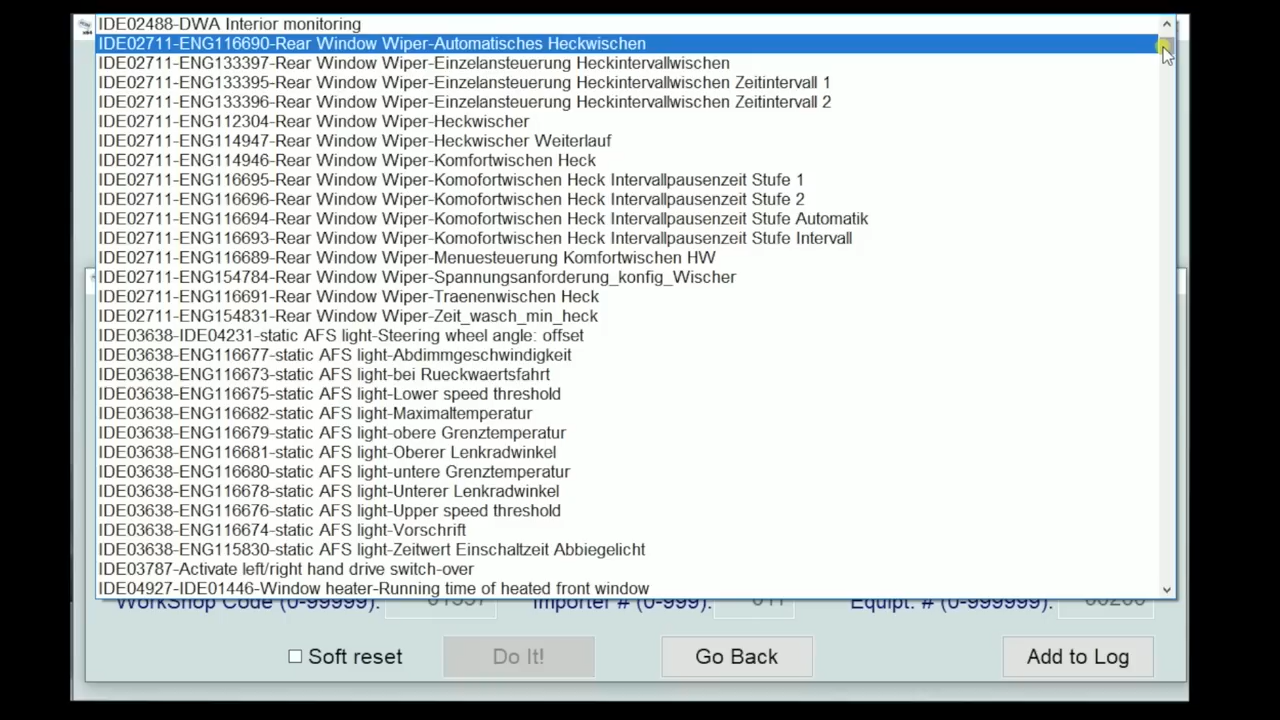 IDE02488-DWA Interior monitoring
IDE02711-ENG116690-Rear Window Wiper-Automatisches Heckwischen
IDE02711-ENG133397-Rear Window Wiper-Einzelansteuerung Heckintervallwischen
IDE02711-ENG133395-Rear Window Wiper-Einzelansteuerung Heckintervallwischen Zeitintervall 1
IDE02711-ENG133396-Rear Window Wiper-Einzelansteuerung Heckintervallwischen Zeitintervall 2
IDE02711-ENG112304-Rear Window Wiper-Heckwischer
IDE02711-ENG114947-Rear Window Wiper-Heckwischer Weiterlauf
IDE02711-ENG114946-Rear Window Wiper-Komfortwischen Heck
IDE02711-ENG116695-Rear Window Wiper-Komofortwischen Heck Intervallpausenzeit Stufe 1
IDE02711-ENG116696-Rear Window Wiper-Komofortwischen Heck Intervallpausenzeit Stufe 2
IDE02711-ENG116694-Rear Window Wiper-Komofortwischen Heck Intervallpausenzeit Stufe Automatik
IDE02711-ENG116693-Rear Window Wiper-Komofortwischen Heck Intervallpausenzeit Stufe Intervall
IDE02711-ENG116689-Rear Window Wiper-Menuesteuerung Komfortwischen HW
IDE02711-ENG154784-Rear Window Wiper-Spannungsanforderung_konfig_Wischer
IDE02711-ENG116691-Rear Window Wiper-Traenenwischen Heck
IDE02711-ENG154831-Rear Window Wiper-Zeit_wasch_min_heck
IDE03638-IDE04231-static AFS light-Steering wheel angle: offset
IDE03638-ENG116677-static AFS light-Abdimmgeschwindigkeit
IDE03638-ENG116673-static AFS light-bei Rueckwaertsfahrt
IDE03638-ENG116675-static AFS light-Lower speed threshold
IDE03638-ENG116682-static AFS light-Maximaltemperatur
IDE03638-ENG116679-static AFS light-obere Grenztemperatur
IDE03638-ENG116681-static AFS light-Oberer Lenkradwinkel
IDE03638-ENG116680-static AFS light-untere Grenztemperatur
IDE03638-ENG116678-static AFS light-Unterer Lenkradwinkel
IDE03638-ENG116676-static AFS light-Upper speed threshold
IDE03638-ENG116674-static AFS light-Vorschrift
IDE03638-ENG115830-static AFS light-Zeitwert Einschaltzeit Abbiegelicht
IDE03787-Activate left/right hand drive switch-over
IDE04927-IDE01446-Window heater-Running time of heated front window
WorkShop Code (0-99999): Importer # (0-999): Equipt. # (0-999999):
Soft reset Do It! Go Back Add to Log